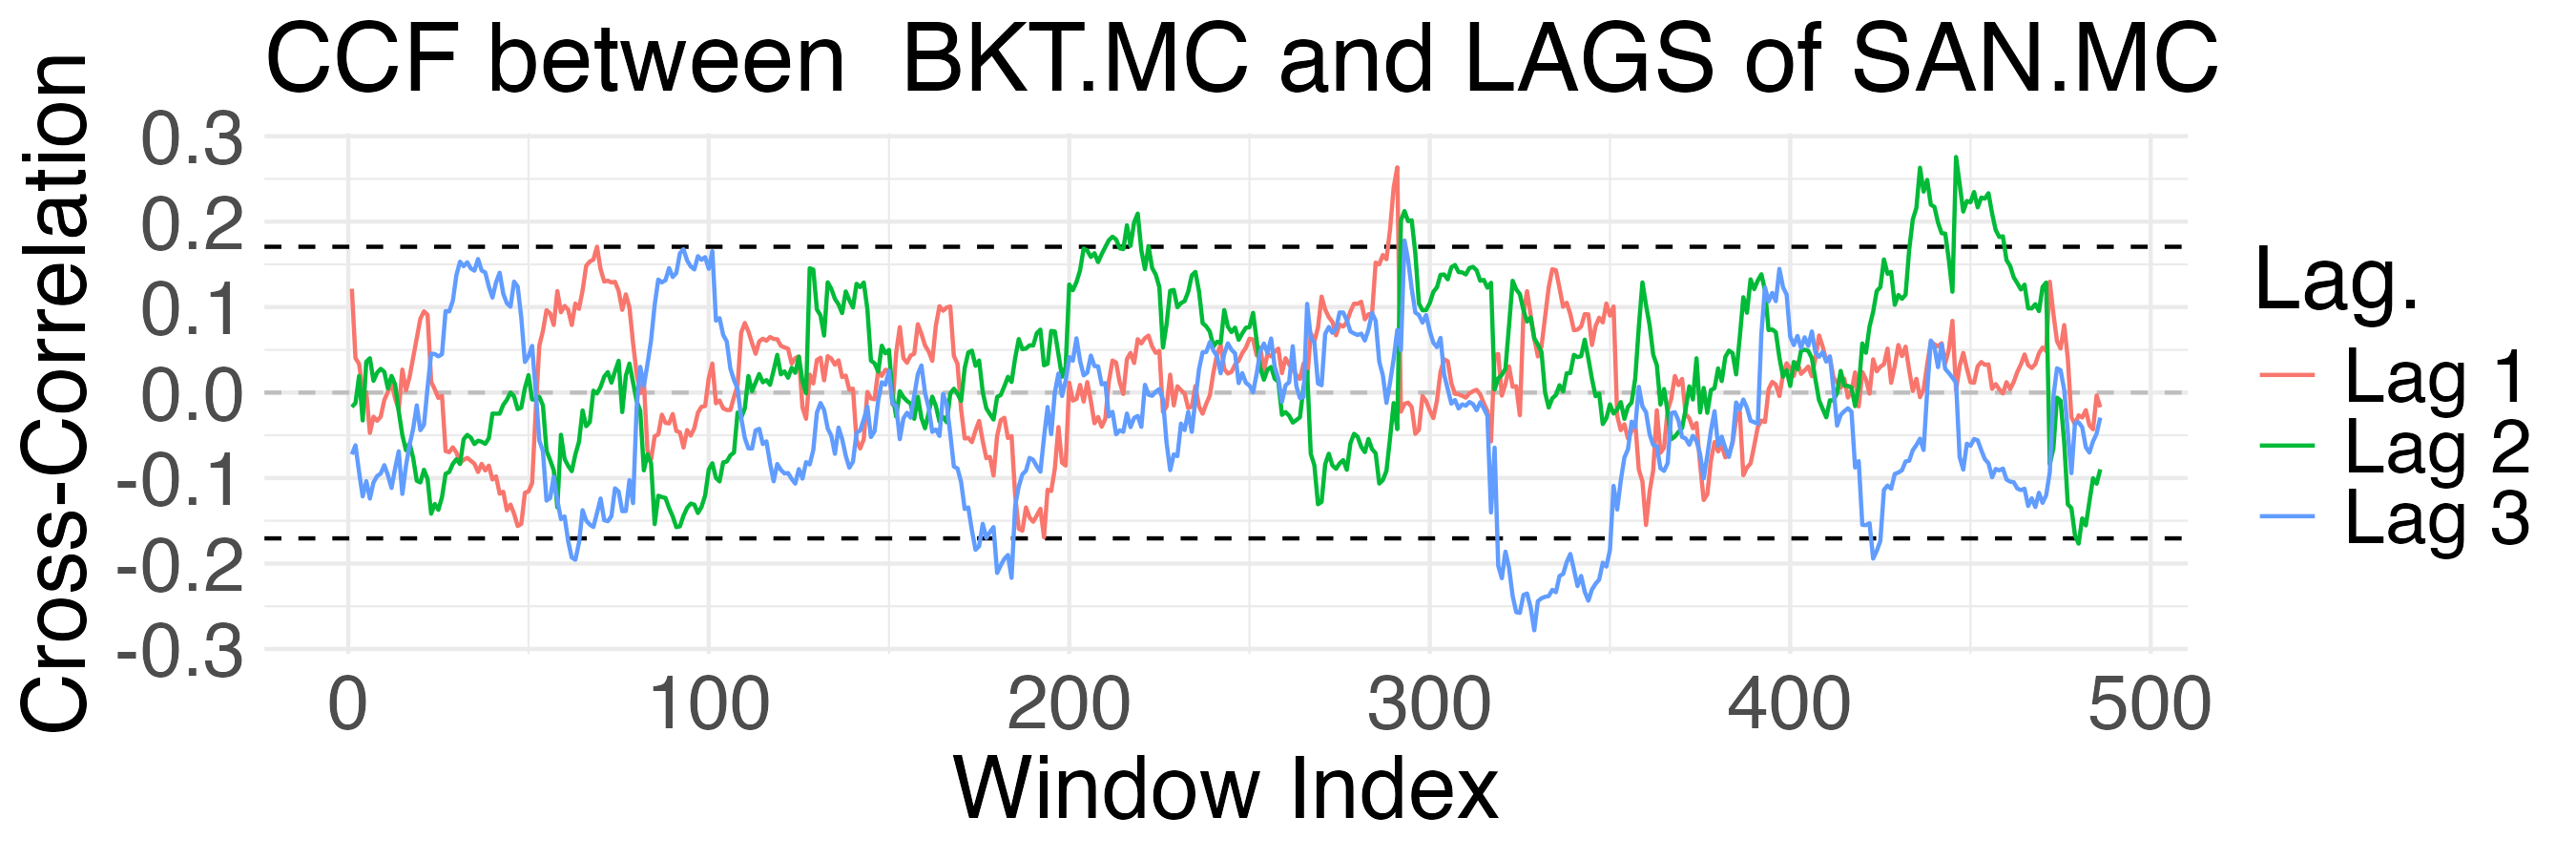 CCF between  BKT.MC and LAGS of SAN.MC
Cross-Correlation
0.3
0.2
0.1
0.0
-0.1
-0.2
-0.3
0
100
200
300
400
500
Window Index
Lag.
Lag 1
Lag 2
Lag 3